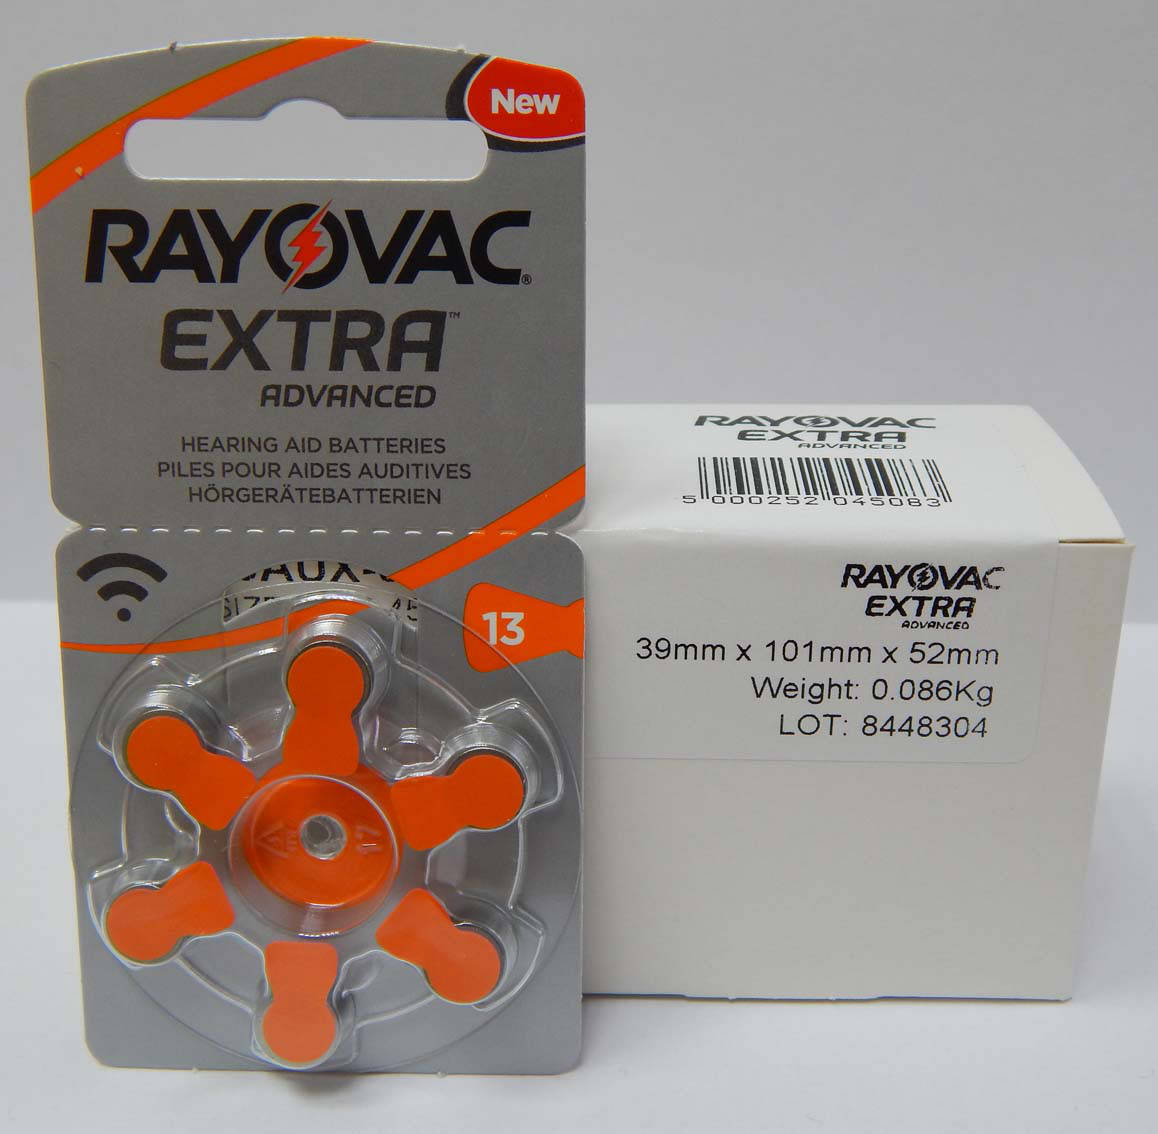 New
RAYOVAC®
EXTRA™
ADVANCED
HEARING AID BATTERIES
PILES POUR AIDES AUDITIVES
HÖRGERÄTEBATTERIEN
13
RAYOVAC
EXTRA
ADVANCED
5 000252 045083
RAYOVAC
EXTRA
ADVANCED
39mm x 101mm x 52mm
Weight: 0.086Kg
LOT: 8448304